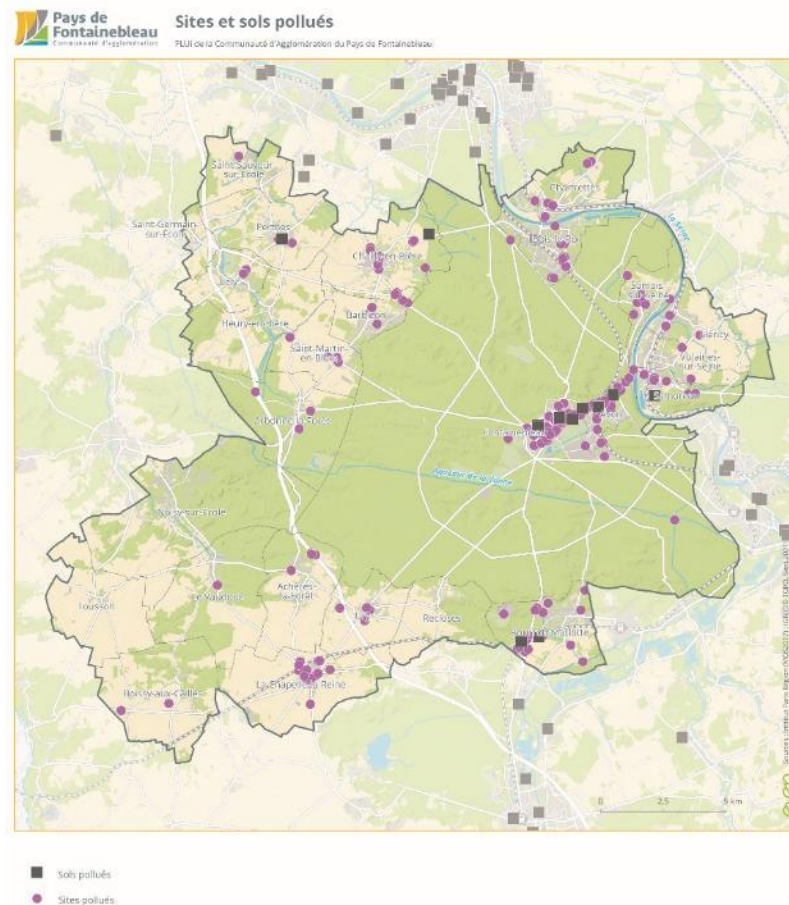 Pays de
Fontainebleau
Communauté d'agglomération
Sites et sols pollués
PLUi de la Communauté d'Agglomération du Pays de Fontainebleau
Saint-Sauveur
sur-École
Chartrettes
Saint-Germain
sur-École
Perthes
la Seine
Bois-le-Roi
Chailly-en-Bière
Cély
Samois
sur-Seine
Barbizon
Fleury-en-Bière
Héricy
Saint-Martin
en-Bière
Vulaines
sur-Seine
Samoreau
Arbonne-la-Forêt
Avon
Fontainebleau
Aqueduc de la Vanne
Noisy-sur-École
Achères
la-Forêt
Tousson
Le Vaudoué
Ury
Recloses
Bourron-Marlotte
La Chapelle-la-Reine
Boissy-aux-Cailles
0 2,5 5 km
Sols pollués
Sites pollués